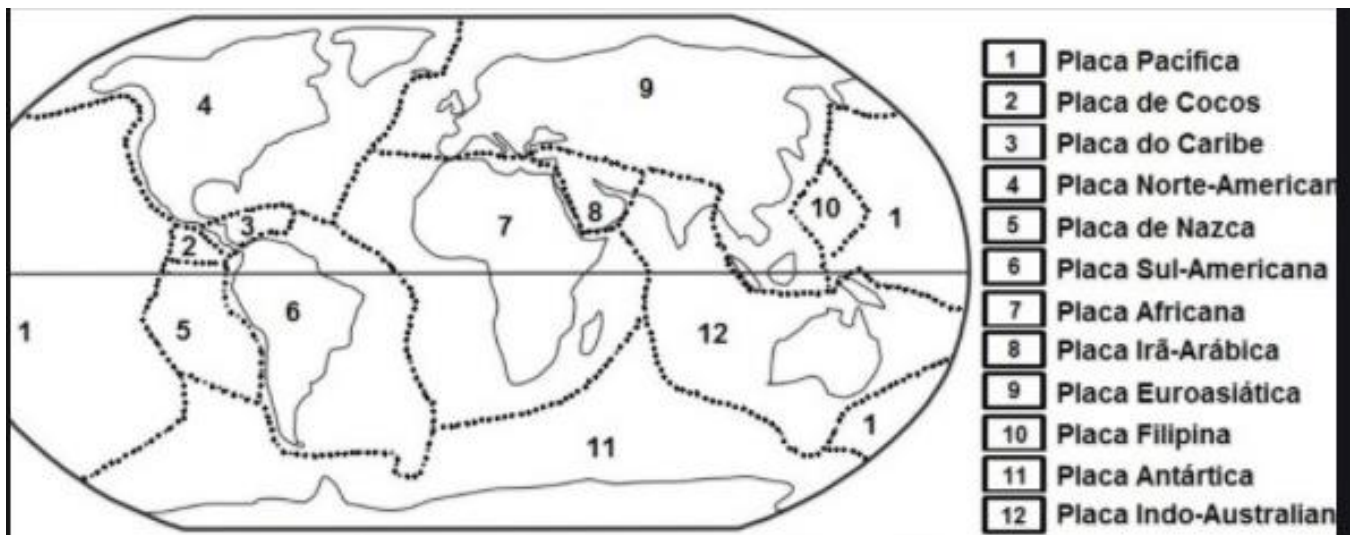 4
9
3
2
7
8
10
1
1
5
6
12
11
1
1 Placa Pacífica
2 Placa de Cocos
3 Placa do Caribe
4 Placa Norte-American
5 Placa de Nazca
6 Placa Sul-Americana
7 Placa Africana
8 Placa Irã-Arábica
9 Placa Euroasiática
10 Placa Filipina
11 Placa Antártica
12 Placa Indo-Australian